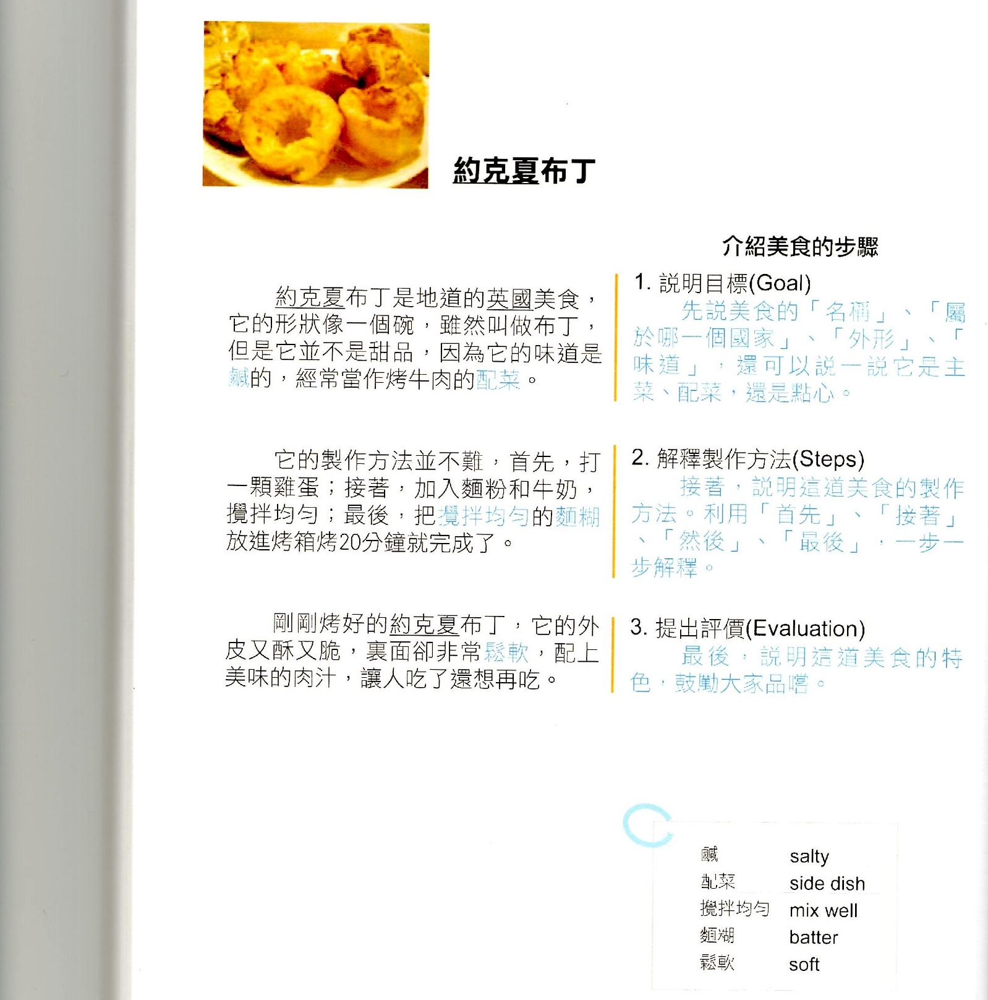 約克夏布丁
約克夏布丁是地道的英國美食，
它的形狀像一個碗，雖然叫做布丁，
但是它並不是甜品，因為它的味道是
鹹的，經常當作烤牛肉的配菜。
它的製作方法並不難，首先，打
一顆雞蛋；接著，加入麵粉和牛奶，
攪拌均勻；最後，把攪拌均勻的麵糊
放進烤箱烤20分鐘就完成了。
剛剛烤好的約克夏布丁，它的外
皮又酥又脆，裏面卻非常鬆軟，配上
美味的肉汁，讓人吃了還想再吃。
介紹美食的步驟
1. 說明目標(Goal)
先說美食的「名稱」、「屬
於哪一個國家」、「外形」、「
味道」，還可以說一說它是主
菜、配菜，還是點心。
2. 解釋製作方法(Steps)
接著，說明這道美食的製作
方法。利用「首先」、「接著」
、「然後」、「最後」，一步一
步解釋。
3. 提出評價(Evaluation)
最後，說明這道美食的特
色，鼓勵大家品嚐。
鹹 salty
配菜 side dish
攪拌均勻 mix well
麵糊 batter
鬆軟 soft